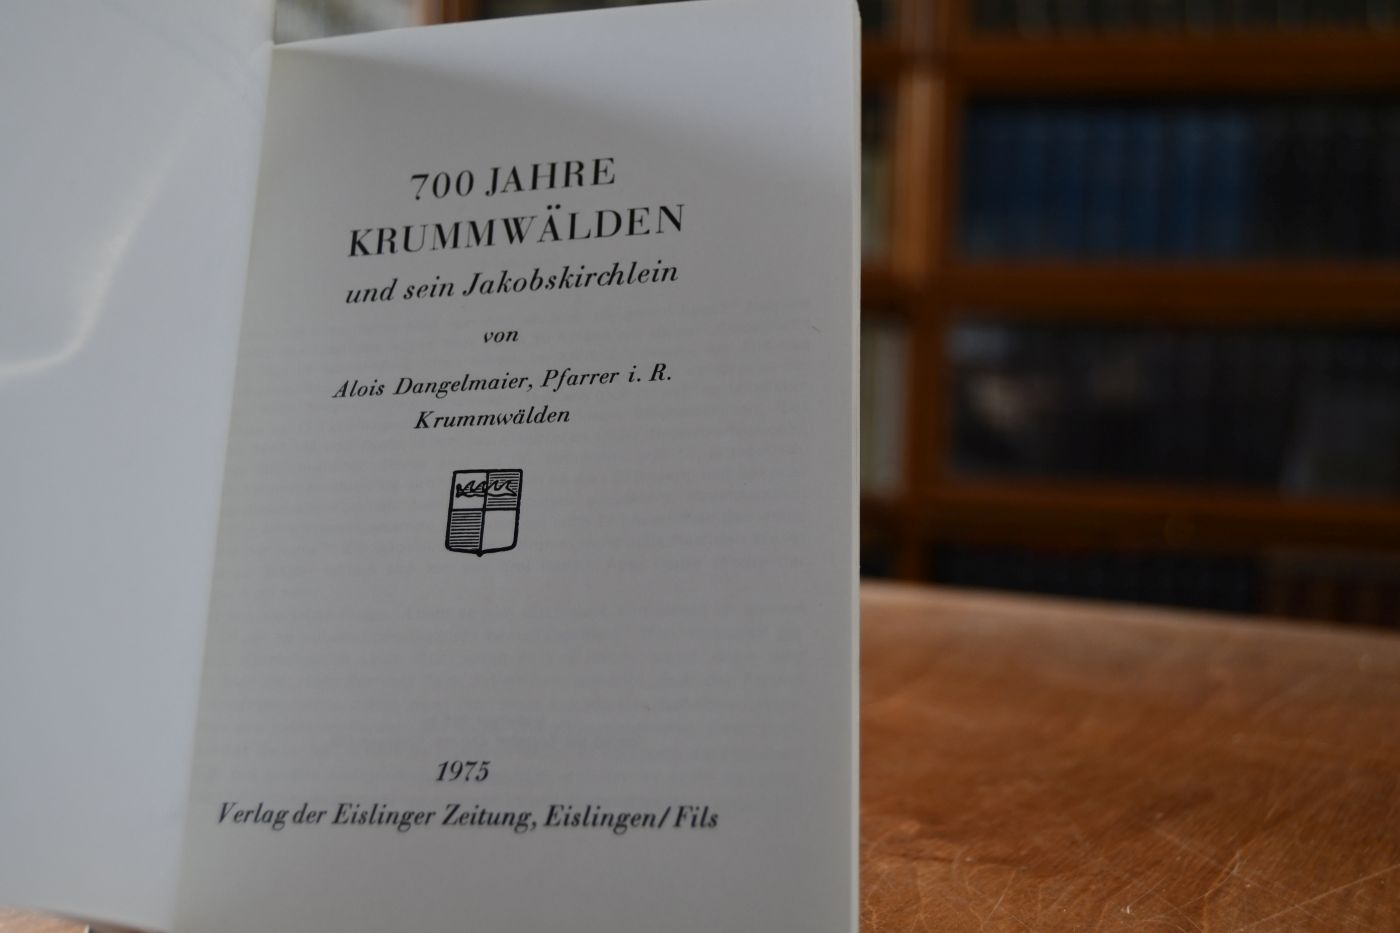 700 JAHRE
KRUMMWÄLDEN
und sein Jakobskirchlein
von
Alois Dangelmaier, Pfarrer i. R.
Krummwälden
1975
Verlag der Eislinger Zeitung, Eislingen/Fils